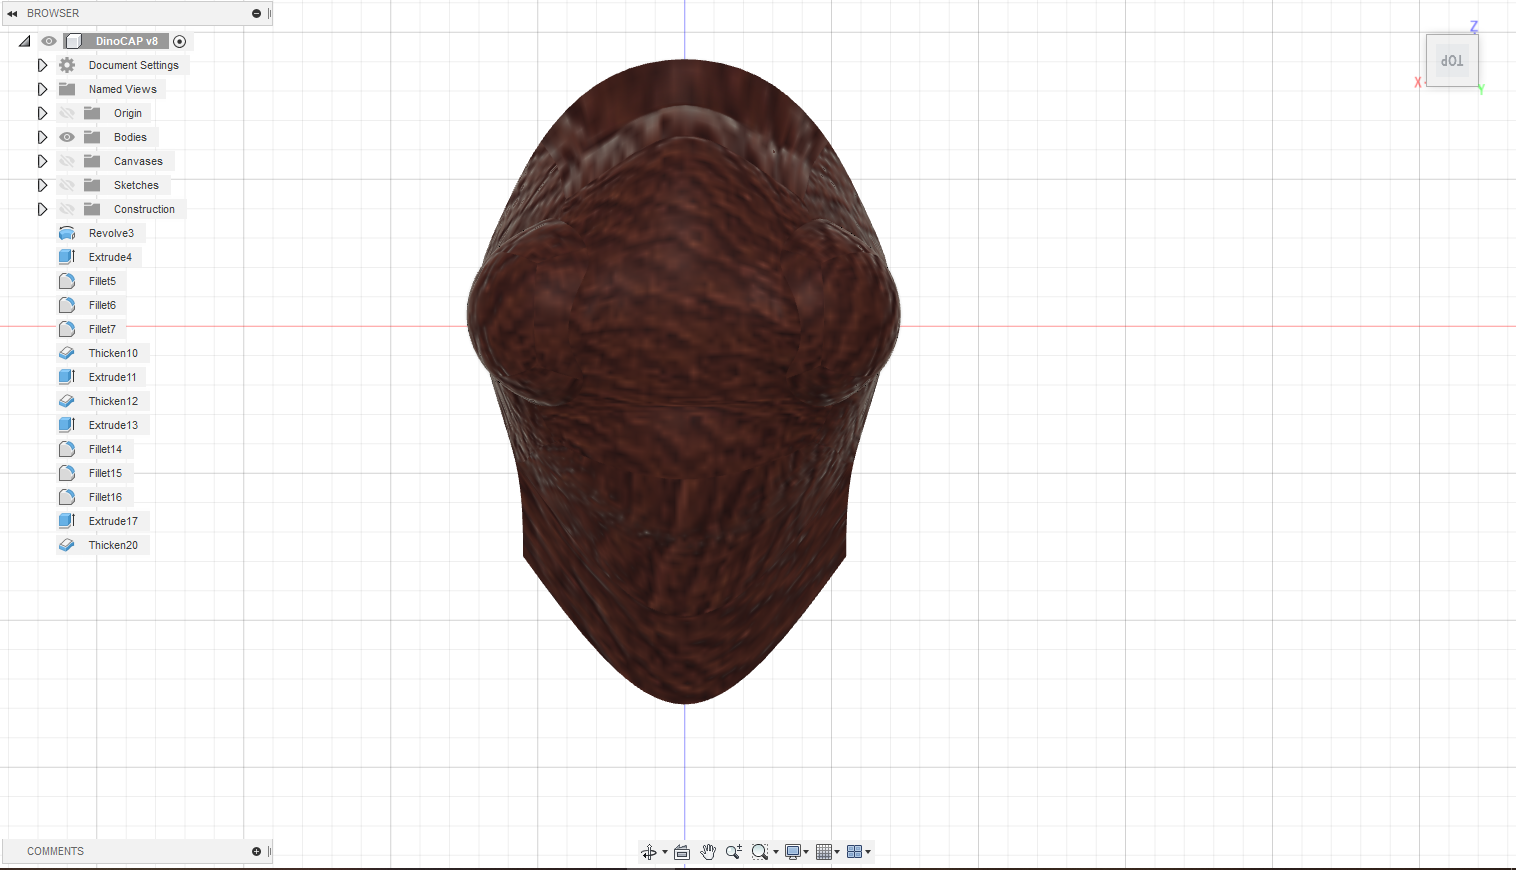 BROWSER
DinoCAP v8
Document Settings
Named Views
Origin
Bodies
Canvases
Sketches
Construction
Revolve3
Extrude4
Fillet5
Fillet6
Fillet7
Thicken10
Extrude11
Thicken12
Extrude13
Fillet14
Fillet15
Fillet16
Extrude17
Thicken20
Z
TOP
X
Y
COMMENTS